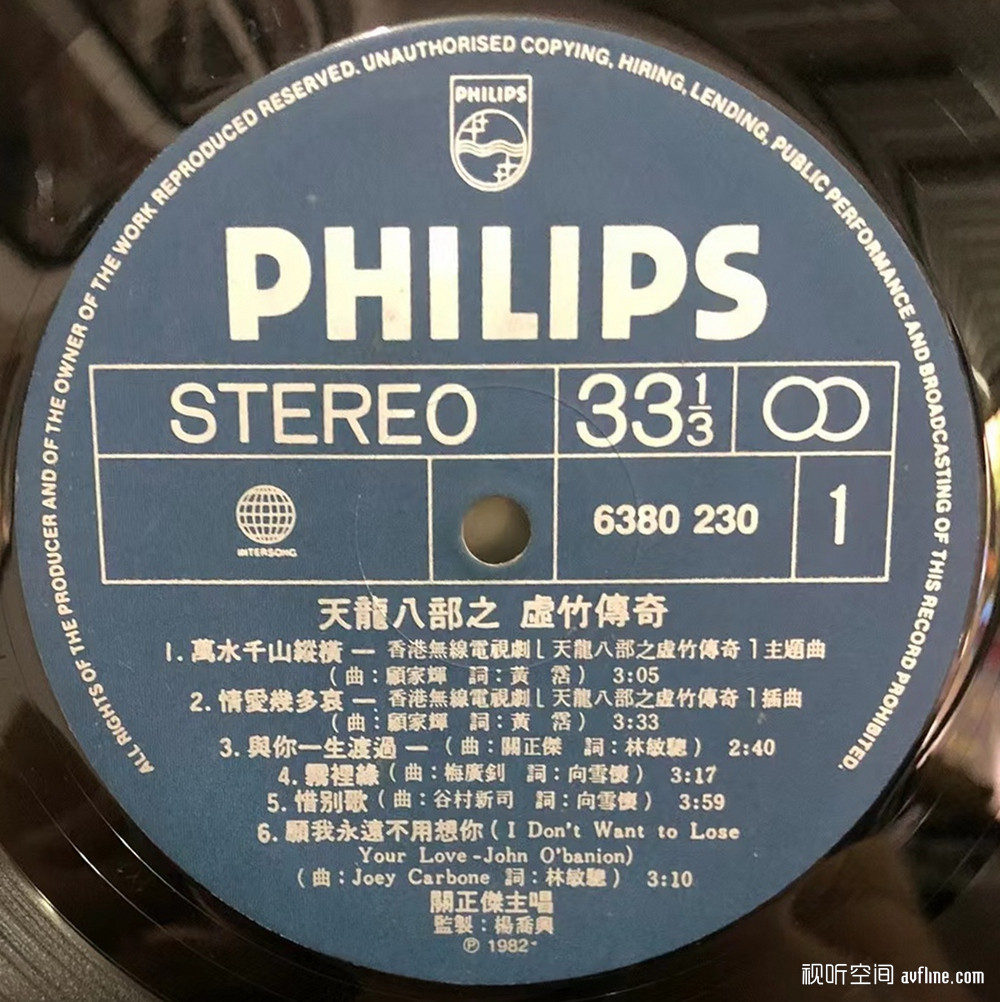 ALL RIGHTS OF THE PRODUCER AND OF THE OWNER OF THE WORK REPRODUCED RESERVED. UNAUTHORISED COPYING, HIRING, LENDING, PUBLIC PERFORMANCE AND BROADCASTING OF THIS RECORD PROHIBITED.
PHILIPS
PHILIPS
STEREO 33 1/3
INTERSONG 6380 230 1
天龍八部之 虛竹傳奇
1. 萬水千山縱橫 — 香港無線電視劇「天龍八部之虛竹傳奇」主題曲
(曲:顧家輝 詞:黃霑) 3:05
2. 情愛幾多哀 — 香港無線電視劇「天龍八部之虛竹傳奇」插曲
(曲:顧家輝 詞:黃霑) 3:33
3. 與你一生渡過 — (曲:關正傑 詞:林敏驄) 2:40
4. 霧裡緣 (曲:梅廣釗 詞:向雪懷) 3:17
5. 惜別歌 (曲:谷村新司 詞:向雪懷) 3:59
6. 願我永遠不用想你 (I Don't Want to Lose
Your Love - John O'banion)
(曲:Joey Carbone 詞:林敏驄) 3:10
關正傑主唱
監製:楊喬興
℗ 1982
视听空间 avfline.com